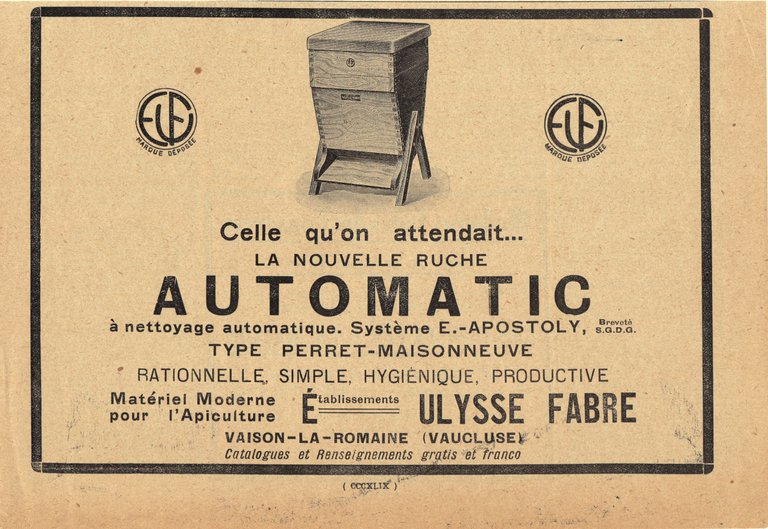 EUF
MARQUE DÉPOSÉE
EUF
MARQUE DÉPOSÉE
Celle qu'on attendait...
LA NOUVELLE RUCHE
AUTOMATIC
à nettoyage automatique. Système E.-APOSTOLY, Breveté S.G.D.G.
TYPE PERRET-MAISONNEUVE
RATIONNELLE, SIMPLE, HYGIÉNIQUE, PRODUCTIVE
Matériel Moderne pour l'Apiculture
Établissements ULYSSE FABRE
VAISON-LA-ROMAINE (VAUCLUSE)
Catalogues et Renseignements gratis et franco
( CCCXLIX )